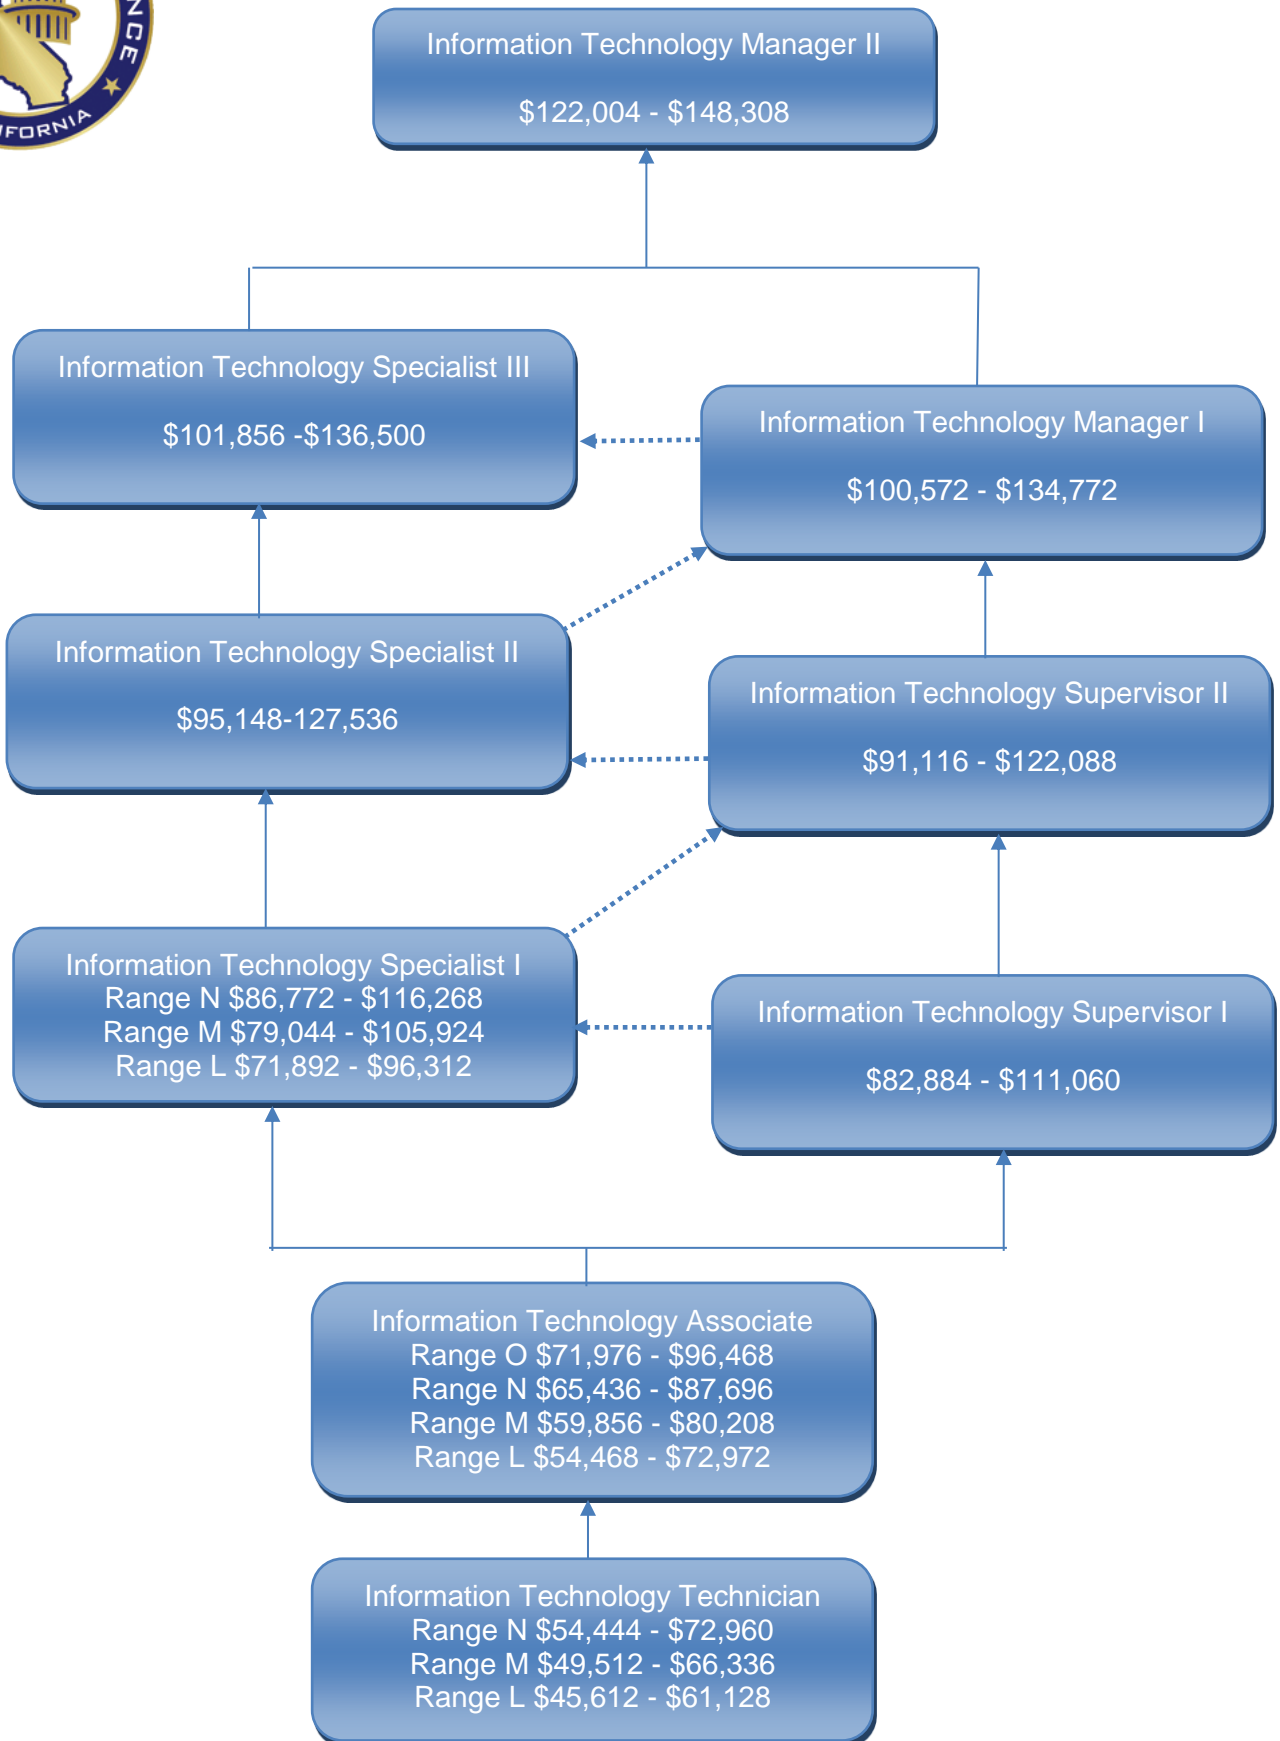 NCE
IFORNIA
Information Technology Manager II
$122,004 - $148,308
Information Technology Specialist III
$101,856 -$136,500
Information Technology Manager I
$100,572 - $134,772
Information Technology Specialist II
$95,148-127,536
Information Technology Supervisor II
$91,116 - $122,088
Information Technology Specialist I
Range N $86,772 - $116,268
Range M $79,044 - $105,924
Range L $71,892 - $96,312
Information Technology Supervisor I
$82,884 - $111,060
Information Technology Associate
Range O $71,976 - $96,468
Range N $65,436 - $87,696
Range M $59,856 - $80,208
Range L $54,468 - $72,972
Information Technology Technician
Range N $54,444 - $72,960
Range M $49,512 - $66,336
Range L $45,612 - $61,128